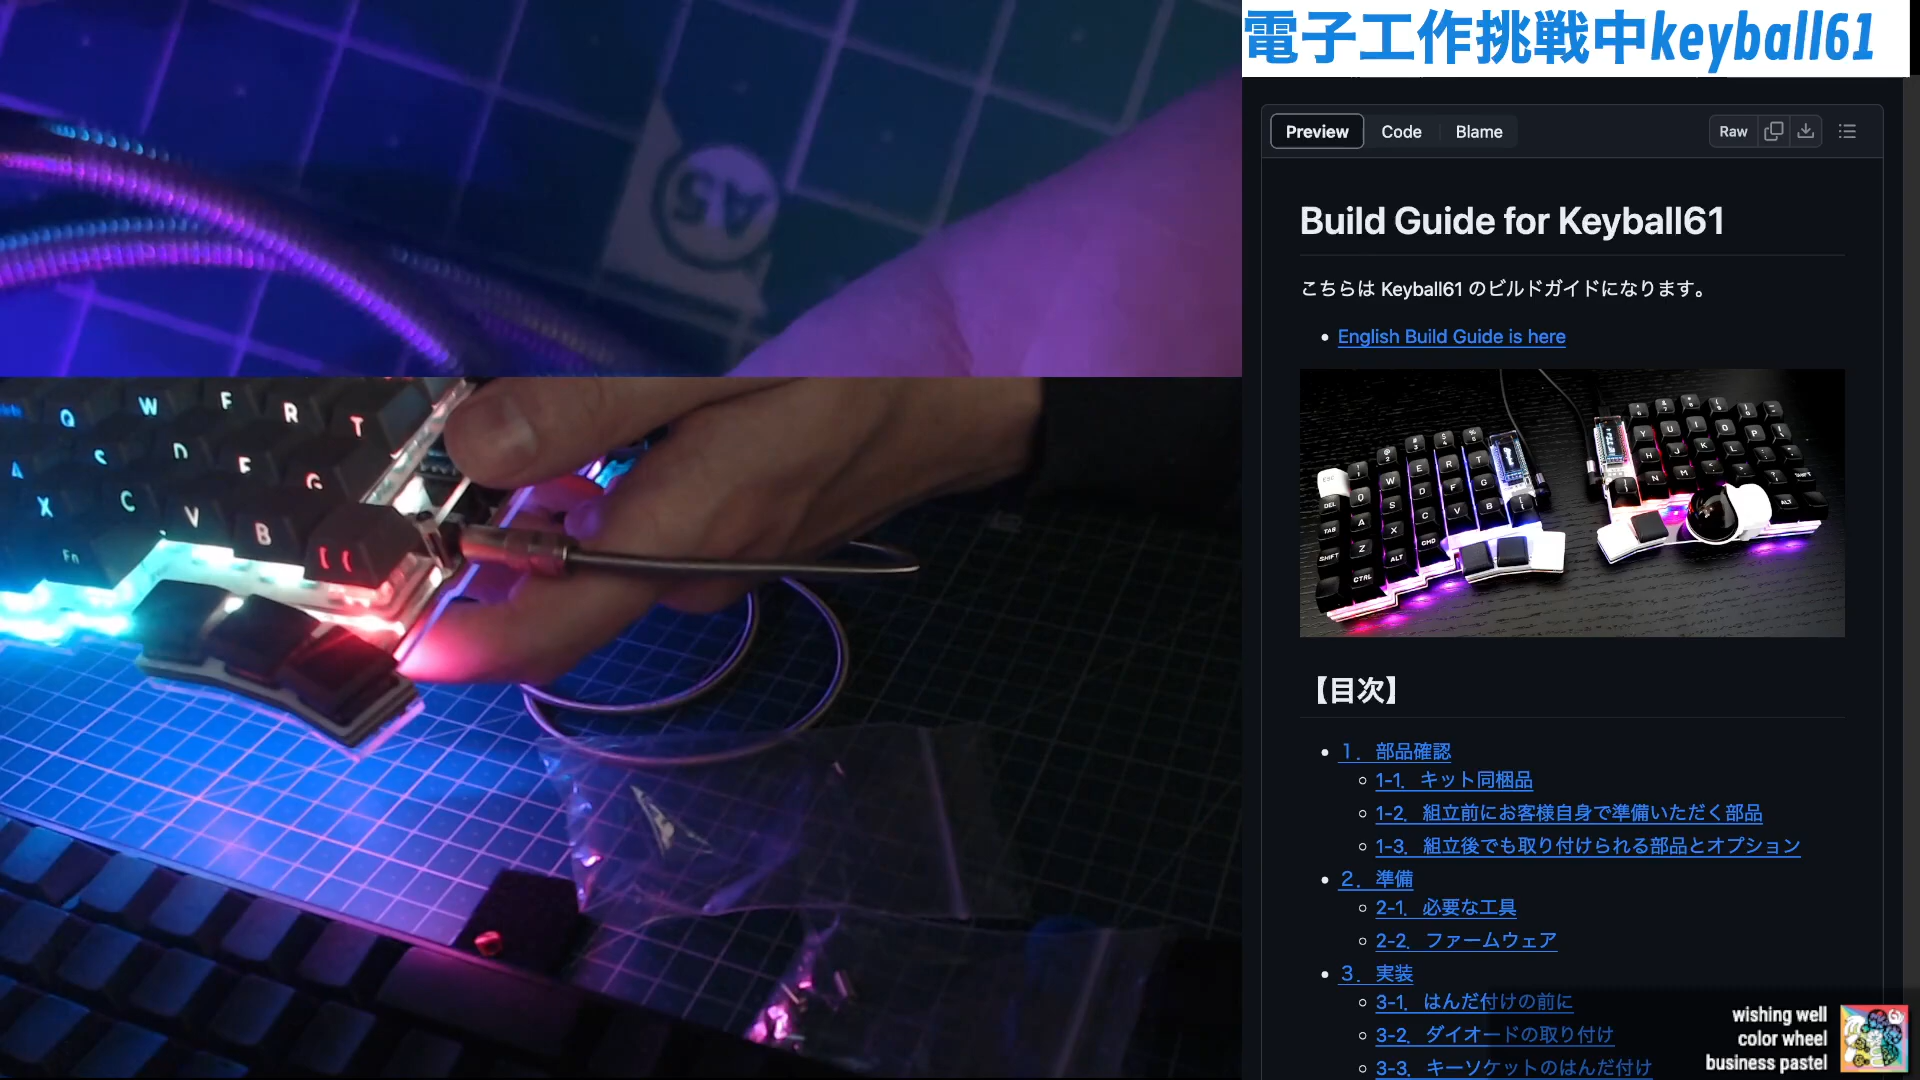 電子工作挑戦中keyball61
Preview Code Blame Raw
Build Guide for Keyball61
こちらは Keyball61 のビルドガイドになります。
English Build Guide is here
【目次】
１．部品確認
1-1．キット同梱品
1-2．組立前にお客様自身で準備いただく部品
1-3．組立後でも取り付けられる部品とオプション
２．準備
2-1．必要な工具
2-2．ファームウェア
３．実装
3-1．はんだ付けの前に
3-2．ダイオードの取り付け
3-3．キーソケットのはんだ付け
wishing well
color wheel
business pastel
A5
Q W F R T
A C D F G
X C V B
Fn